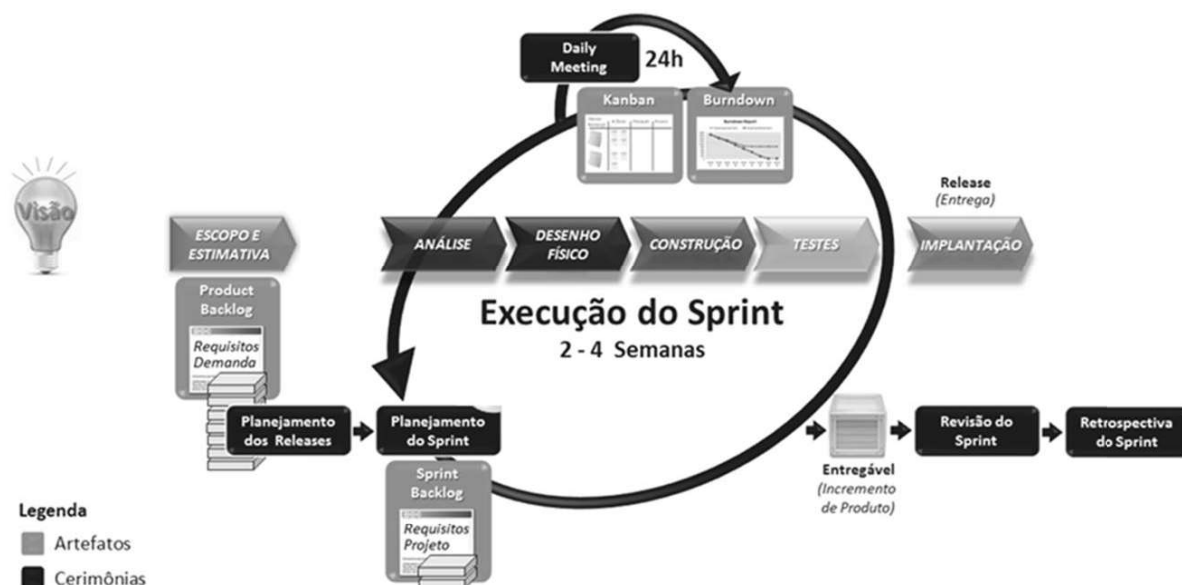 Daily
Meeting
24h
Kanban
Burndown
Visão
Release
(Entrega)
ESCOPO E
ESTIMATIVA
ANÁLISE
DESENHO
FÍSICO
CONSTRUÇÃO
TESTES
IMPLANTAÇÃO
Product
Backlog
Requisitos
Demanda
Execução do Sprint
2 - 4 Semanas
Planejamento
dos Releases
Planejamento
do Sprint
Sprint
Backlog
Requisitos
Projeto
Entregável
(Incremento
de Produto)
Revisão do
Sprint
Retrospectiva
do Sprint
Legenda
Artefatos
Cerimônias